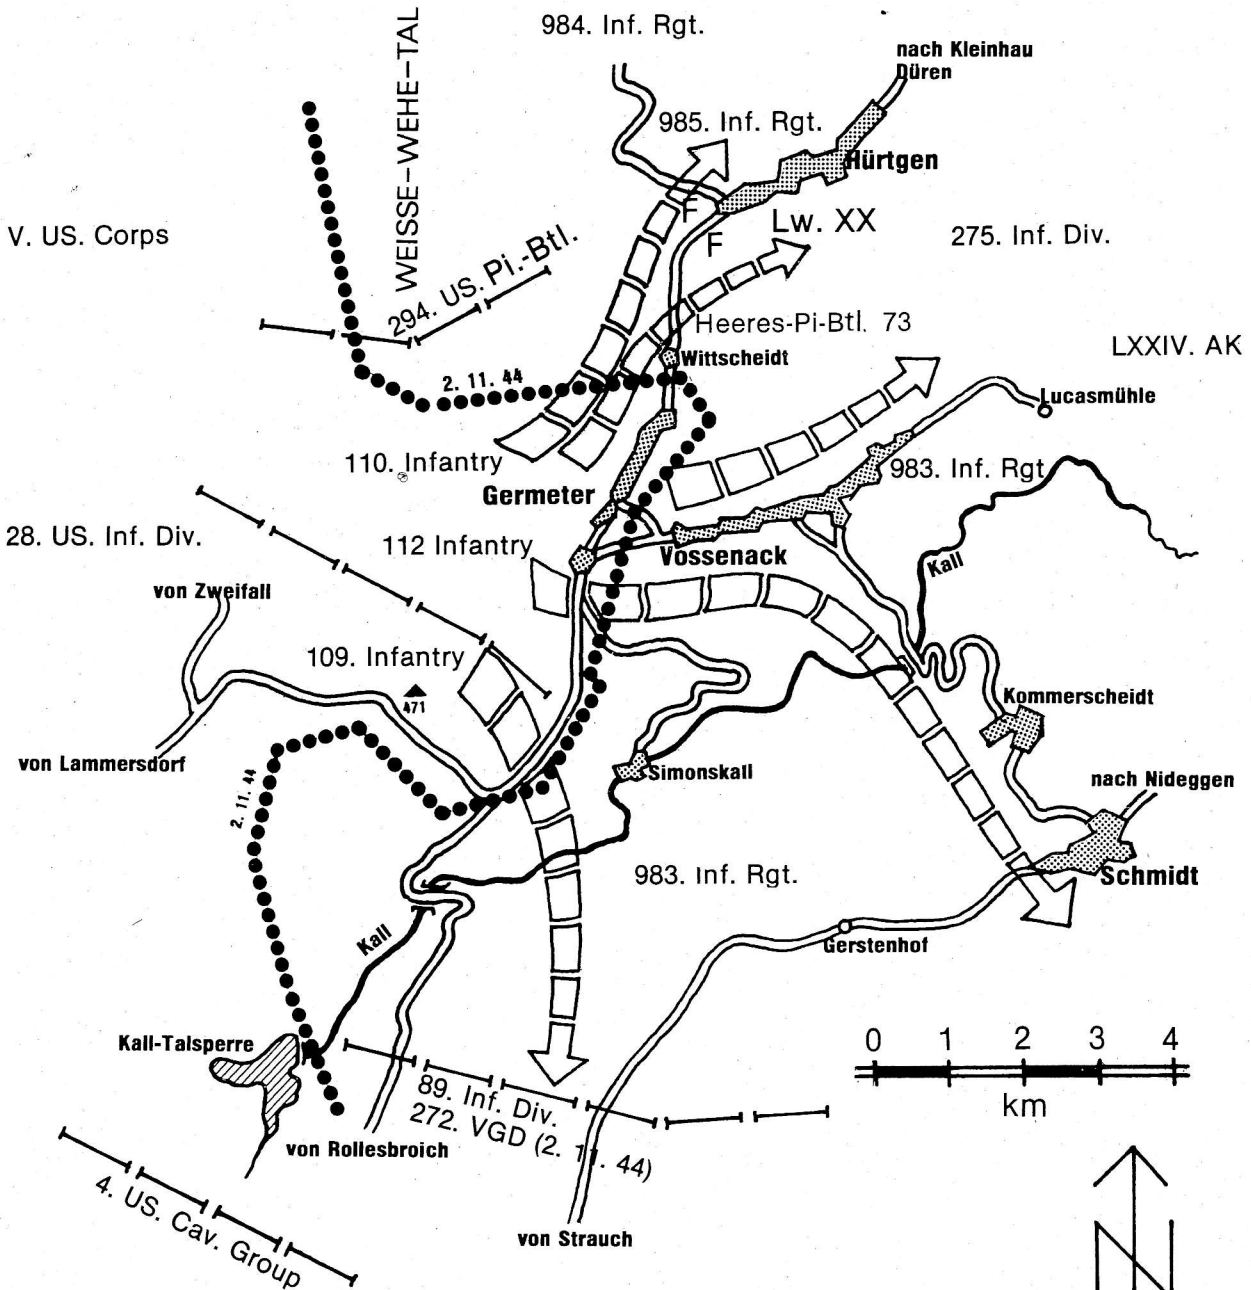 984. Inf. Rgt.
WEISSE-WEHE-TAL
nach Kleinhau
Düren
985. Inf. Rgt.
Hürtgen
F
F
Lw. XX
V. US. Corps
275. Inf. Div.
294. US. Pi.-Btl.
Heeres-Pi-Btl. 73
LXXIV. AK
Wittscheidt
2. 11. 44
Lucasmühle
110. Infantry
983. Inf. Rgt
Germeter
28. US. Inf. Div.
112 Infantry
Vossenack
Kall
von Zweifall
109. Infantry
471
Kommerscheidt
von Lammersdorf
Simonskall
nach Nideggen
2. 11. 44
983. Inf. Rgt.
Schmidt
Kall
Gerstenhof
Kall-Talsperre
0 1 2 3 4
km
89. Inf. Div.
272. VGD (2. 11. 44)
von Rollesbroich
4. US. Cav. Group
von Strauch
N